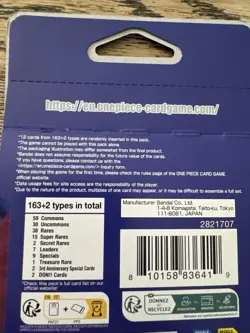 https://en.onepiece-cardgame.com/
*12 cards from 163+2 types are randomly inserted in this pack.
*The game cannot be played with this pack alone.
*The packaging illustration may differ somewhat from the final product.
*Bandai does not assume responsibility for the future value of the cards.
*If you have questions, please contact us via the
<https://en.onepiece-cardgame.com/> inquiry form.
*When playing the game for the first time, please check the rules page of the ONE PIECE CARD GAME
official website.
*Data usage fees for site access are the responsibility of the player.
*Due to the nature of the product, multiples of one card may appear, or it may be difficult to assemble a full set.
163+2 types in total
59 Commons
30 Uncommons
38 Rares
15 Super Rares
2 Secret Rares
7 Leaders
9 Specials
1 Treasure Rare
2 3rd Anniversary Special Cards
2 DON!! Cards
*Check this pack's full card list on our
official website.
Manufacturer Bandai Co., Ltd.
1-4-8 Komagata, Taito-ku, Tokyo
111-8081, JAPAN
2821707
8 10158 83641 9
DONNEZ
OU RECYCLEZ